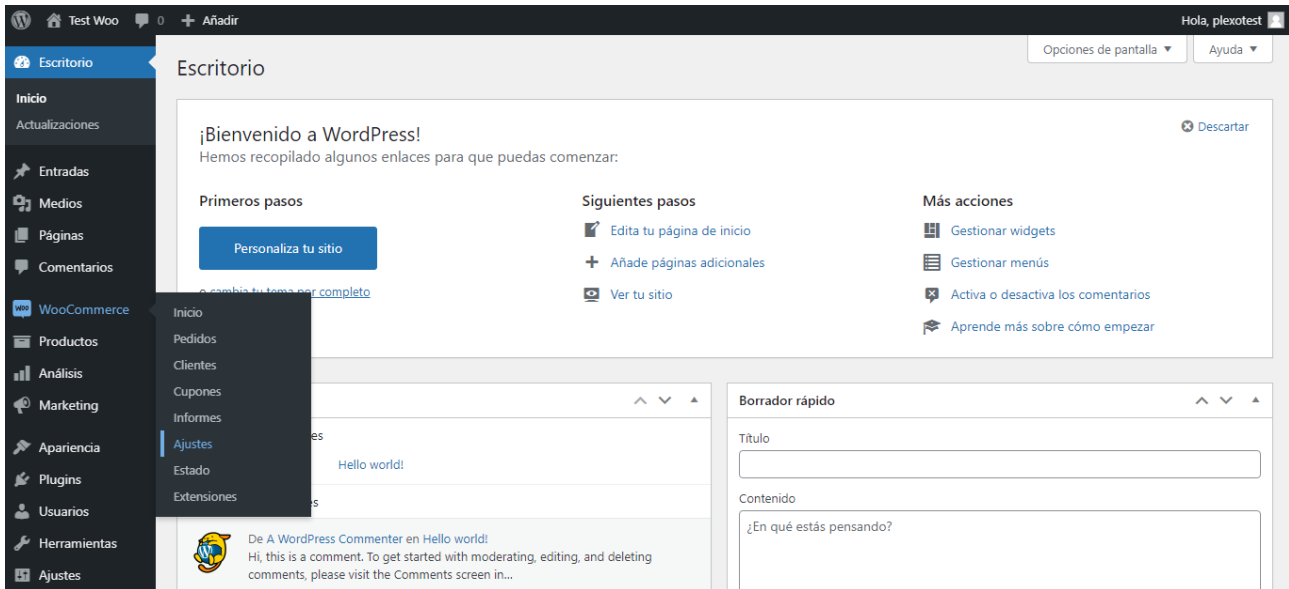 Test Woo 0 Añadir Hola, plexotest
Escritorio
Inicio
Actualizaciones
Entradas
Medios
Páginas
Comentarios
WooCommerce
Productos
Análisis
Marketing
Apariencia
Plugins
Usuarios
Herramientas
Ajustes
Inicio
Pedidos
Clientes
Cupones
Informes
Ajustes
Estado
Extensiones
Opciones de pantalla Ayuda
Escritorio
¡Bienvenido a WordPress!
Descartar
Hemos recopilado algunos enlaces para que puedas comenzar:
Primeros pasos
Personaliza tu sitio
o cambia tu tema por completo
Siguientes pasos
Edita tu página de inicio
Añade páginas adicionales
Ver tu sitio
Más acciones
Gestionar widgets
Gestionar menús
Activa o desactiva los comentarios
Aprende más sobre cómo empezar
Hello world!
De A WordPress Commenter en Hello world!
Hi, this is a comment. To get started with moderating, editing, and deleting
comments, please visit the Comments screen in...
Borrador rápido
Título
Contenido
¿En qué estás pensando?